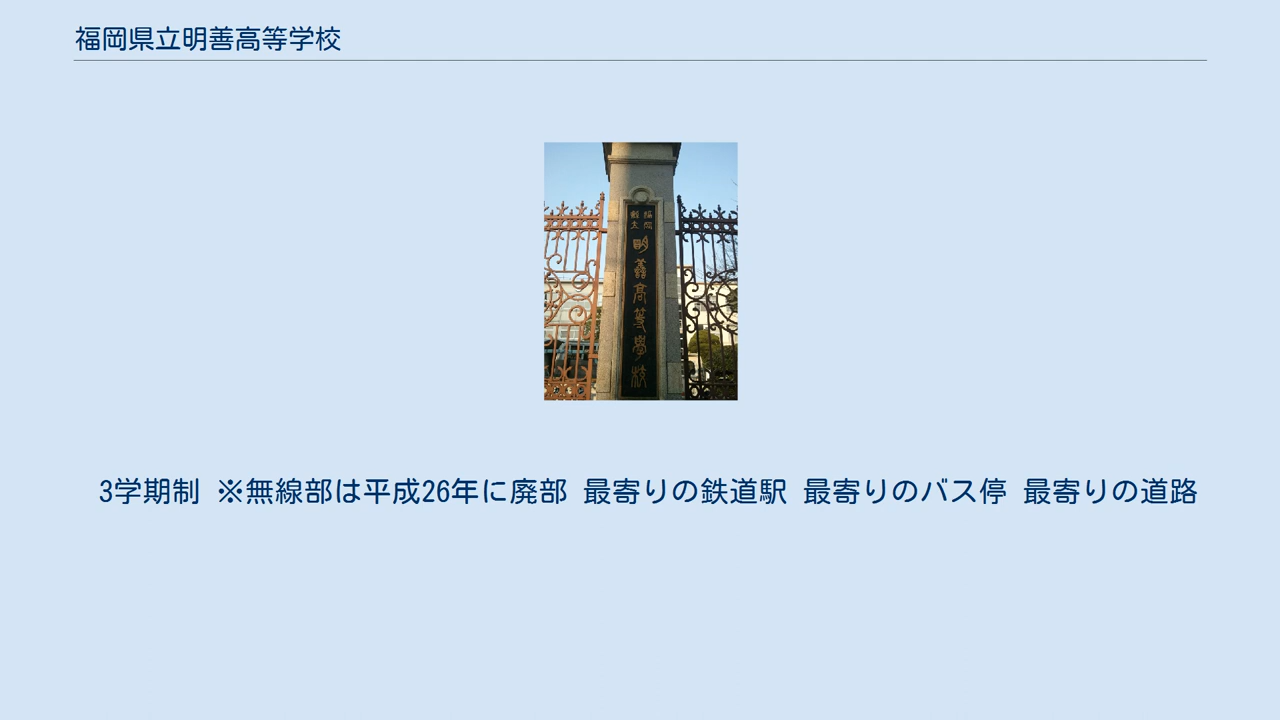 福岡県立明善高等学校
福岡
縣立
明善高等學校
3学期制 ※無線部は平成26年に廃部 最寄りの鉄道駅 最寄りのバス停 最寄りの道路